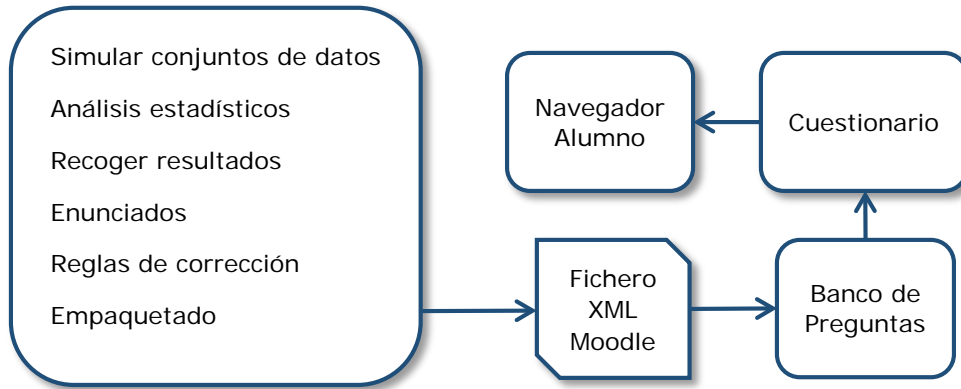 Simular conjuntos de datos
Análisis estadísticos
Recoger resultados
Enunciados
Reglas de corrección
Empaquetado
Navegador
Alumno
Cuestionario
Fichero
XML
Moodle
Banco de
Preguntas